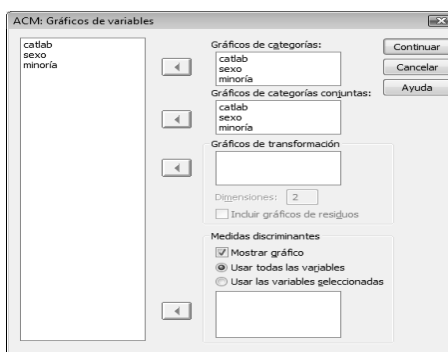 ACM: Gráficos de variables
catlab
sexo
minoría
Gráficos de categorías:
catlab
sexo
minoría
Gráficos de categorías conjuntas:
catlab
sexo
minoría
Gráficos de transformación
Dimensiones: 2
Incluir gráficos de residuos
Medidas discriminantes
Mostrar gráfico
Usar todas las variables
Usar las variables seleccionadas
Continuar
Cancelar
Ayuda